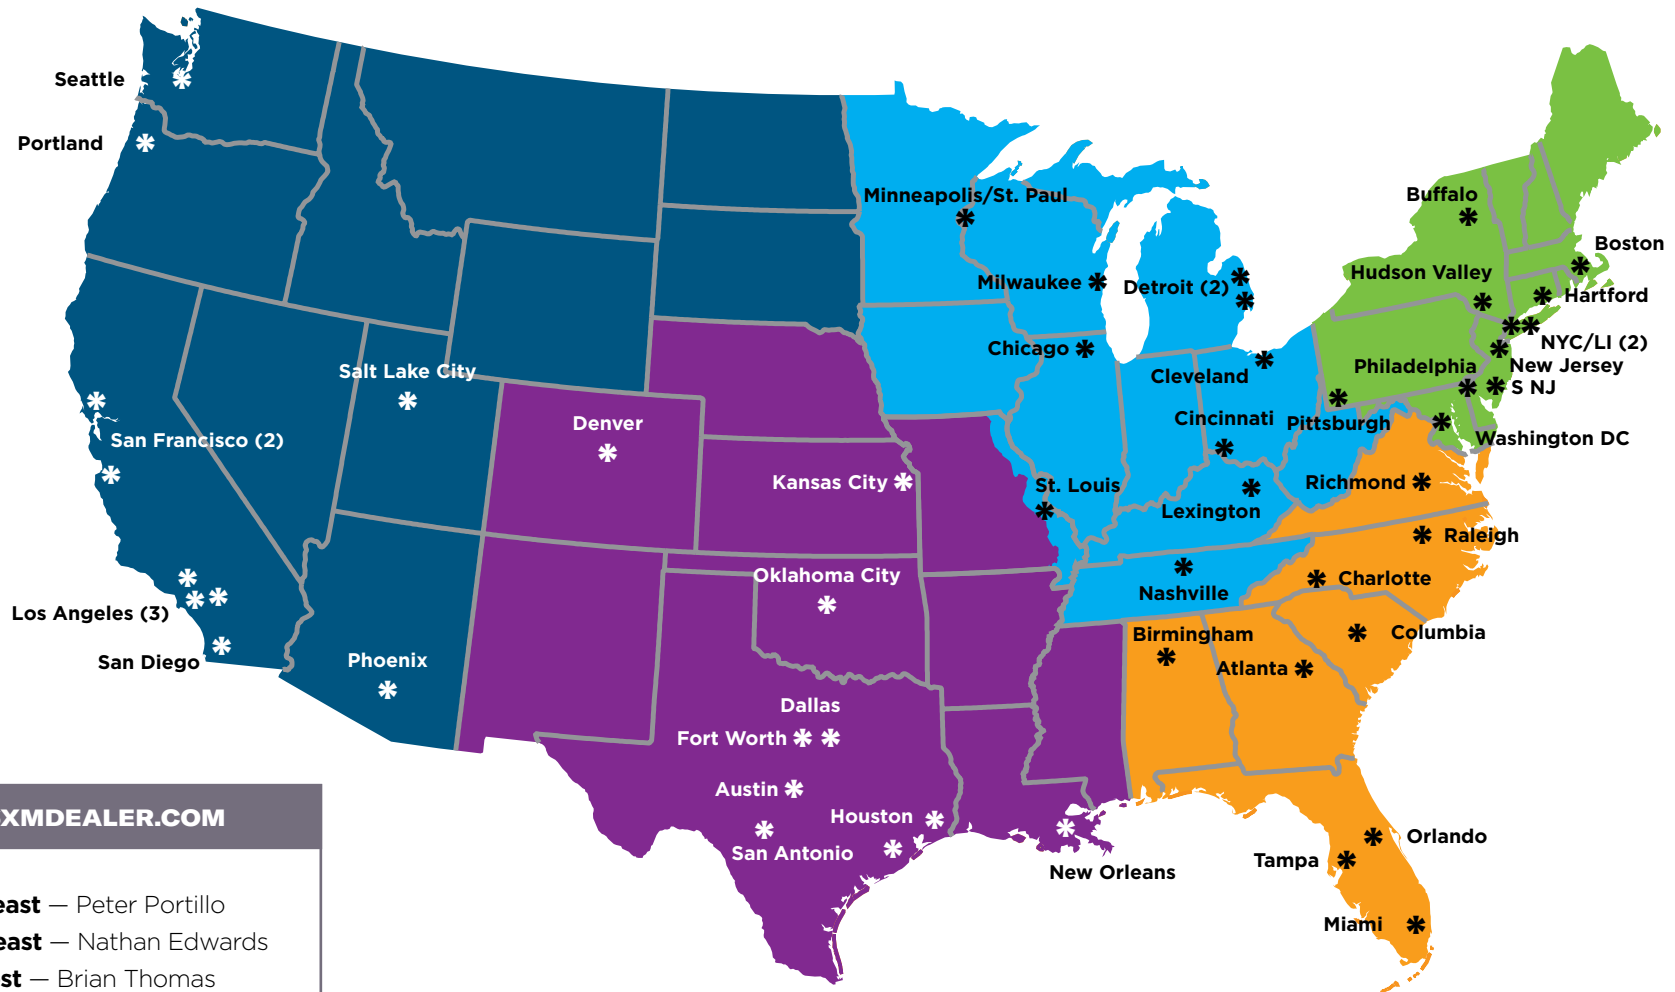 Seattle
Portland
Minneapolis/St. Paul
Buffalo
Boston
Hudson Valley
Milwaukee
Detroit (2)
Hartford
NYC/LI (2)
Chicago
New Jersey
Philadelphia
Cleveland
S NJ
Salt Lake City
Cincinnati
Pittsburgh
Denver
San Francisco (2)
Washington DC
Kansas City
St. Louis
Richmond
Lexington
Raleigh
Oklahoma City
Charlotte
Nashville
Los Angeles (3)
Birmingham
Columbia
San Diego
Phoenix
Atlanta
Dallas
Fort Worth
Austin
Houston
San Antonio
New Orleans
Orlando
Tampa
Miami
XMDEALER.COM
east — Peter Portillo
east — Nathan Edwards
st — Brian Thomas